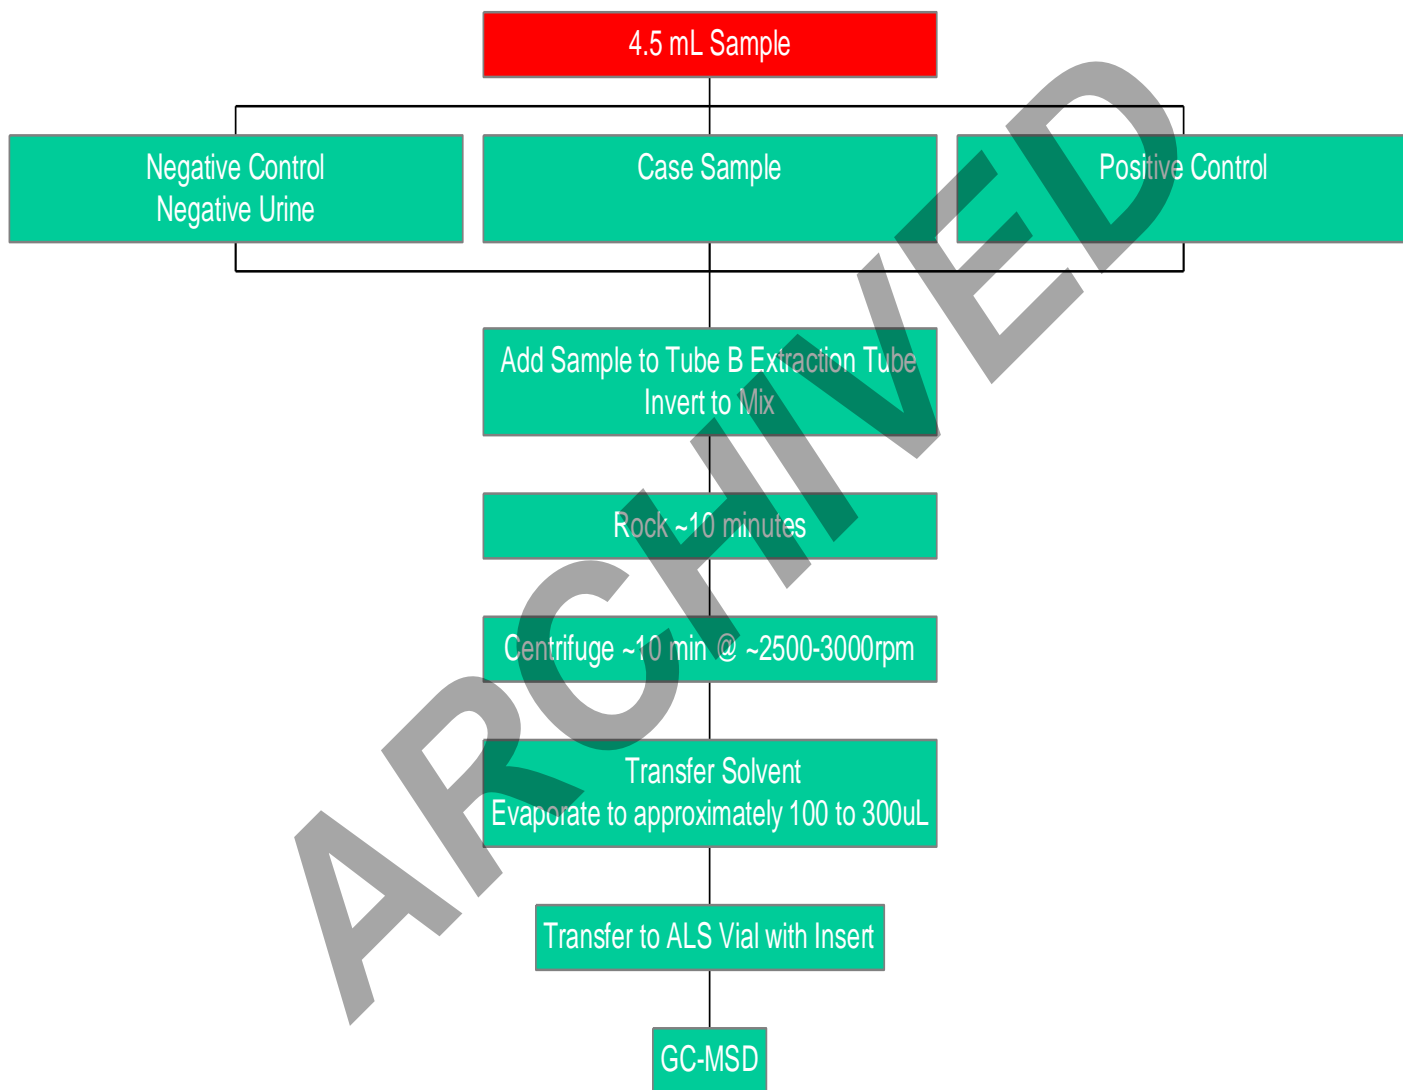 4.5 mL Sample
Negative Control
Negative Urine
Case Sample
Positive Control
Add Sample to Tube B Extraction Tube
Invert to Mix
Rock ~10 minutes
Centrifuge ~10 min @ ~2500-3000rpm
Transfer Solvent
Evaporate to approximately 100 to 300uL
Transfer to ALS Vial with Insert
GC-MSD
ARCHIVED